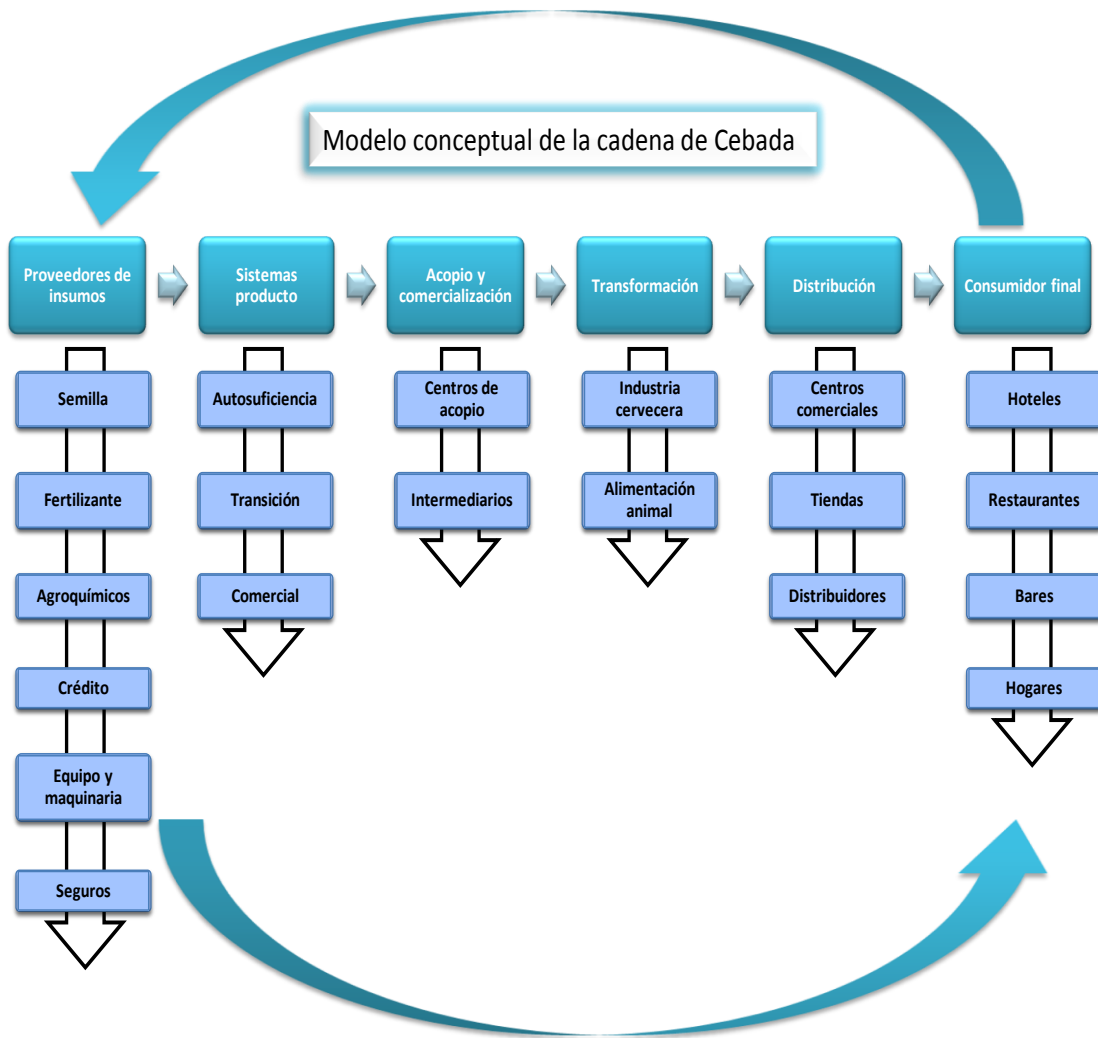 Modelo conceptual de la cadena de Cebada
Proveedores de
insumos
Sistemas
producto
Acopio y
comercialización
Transformación
Distribución
Consumidor final
Semilla
Fertilizante
Agroquímicos
Crédito
Equipo y
maquinaria
Seguros
Autosuficiencia
Transición
Comercial
Centros de
acopio
Intermediarios
Industria
cervecera
Alimentación
animal
Centros
comerciales
Tiendas
Distribuidores
Hoteles
Restaurantes
Bares
Hogares